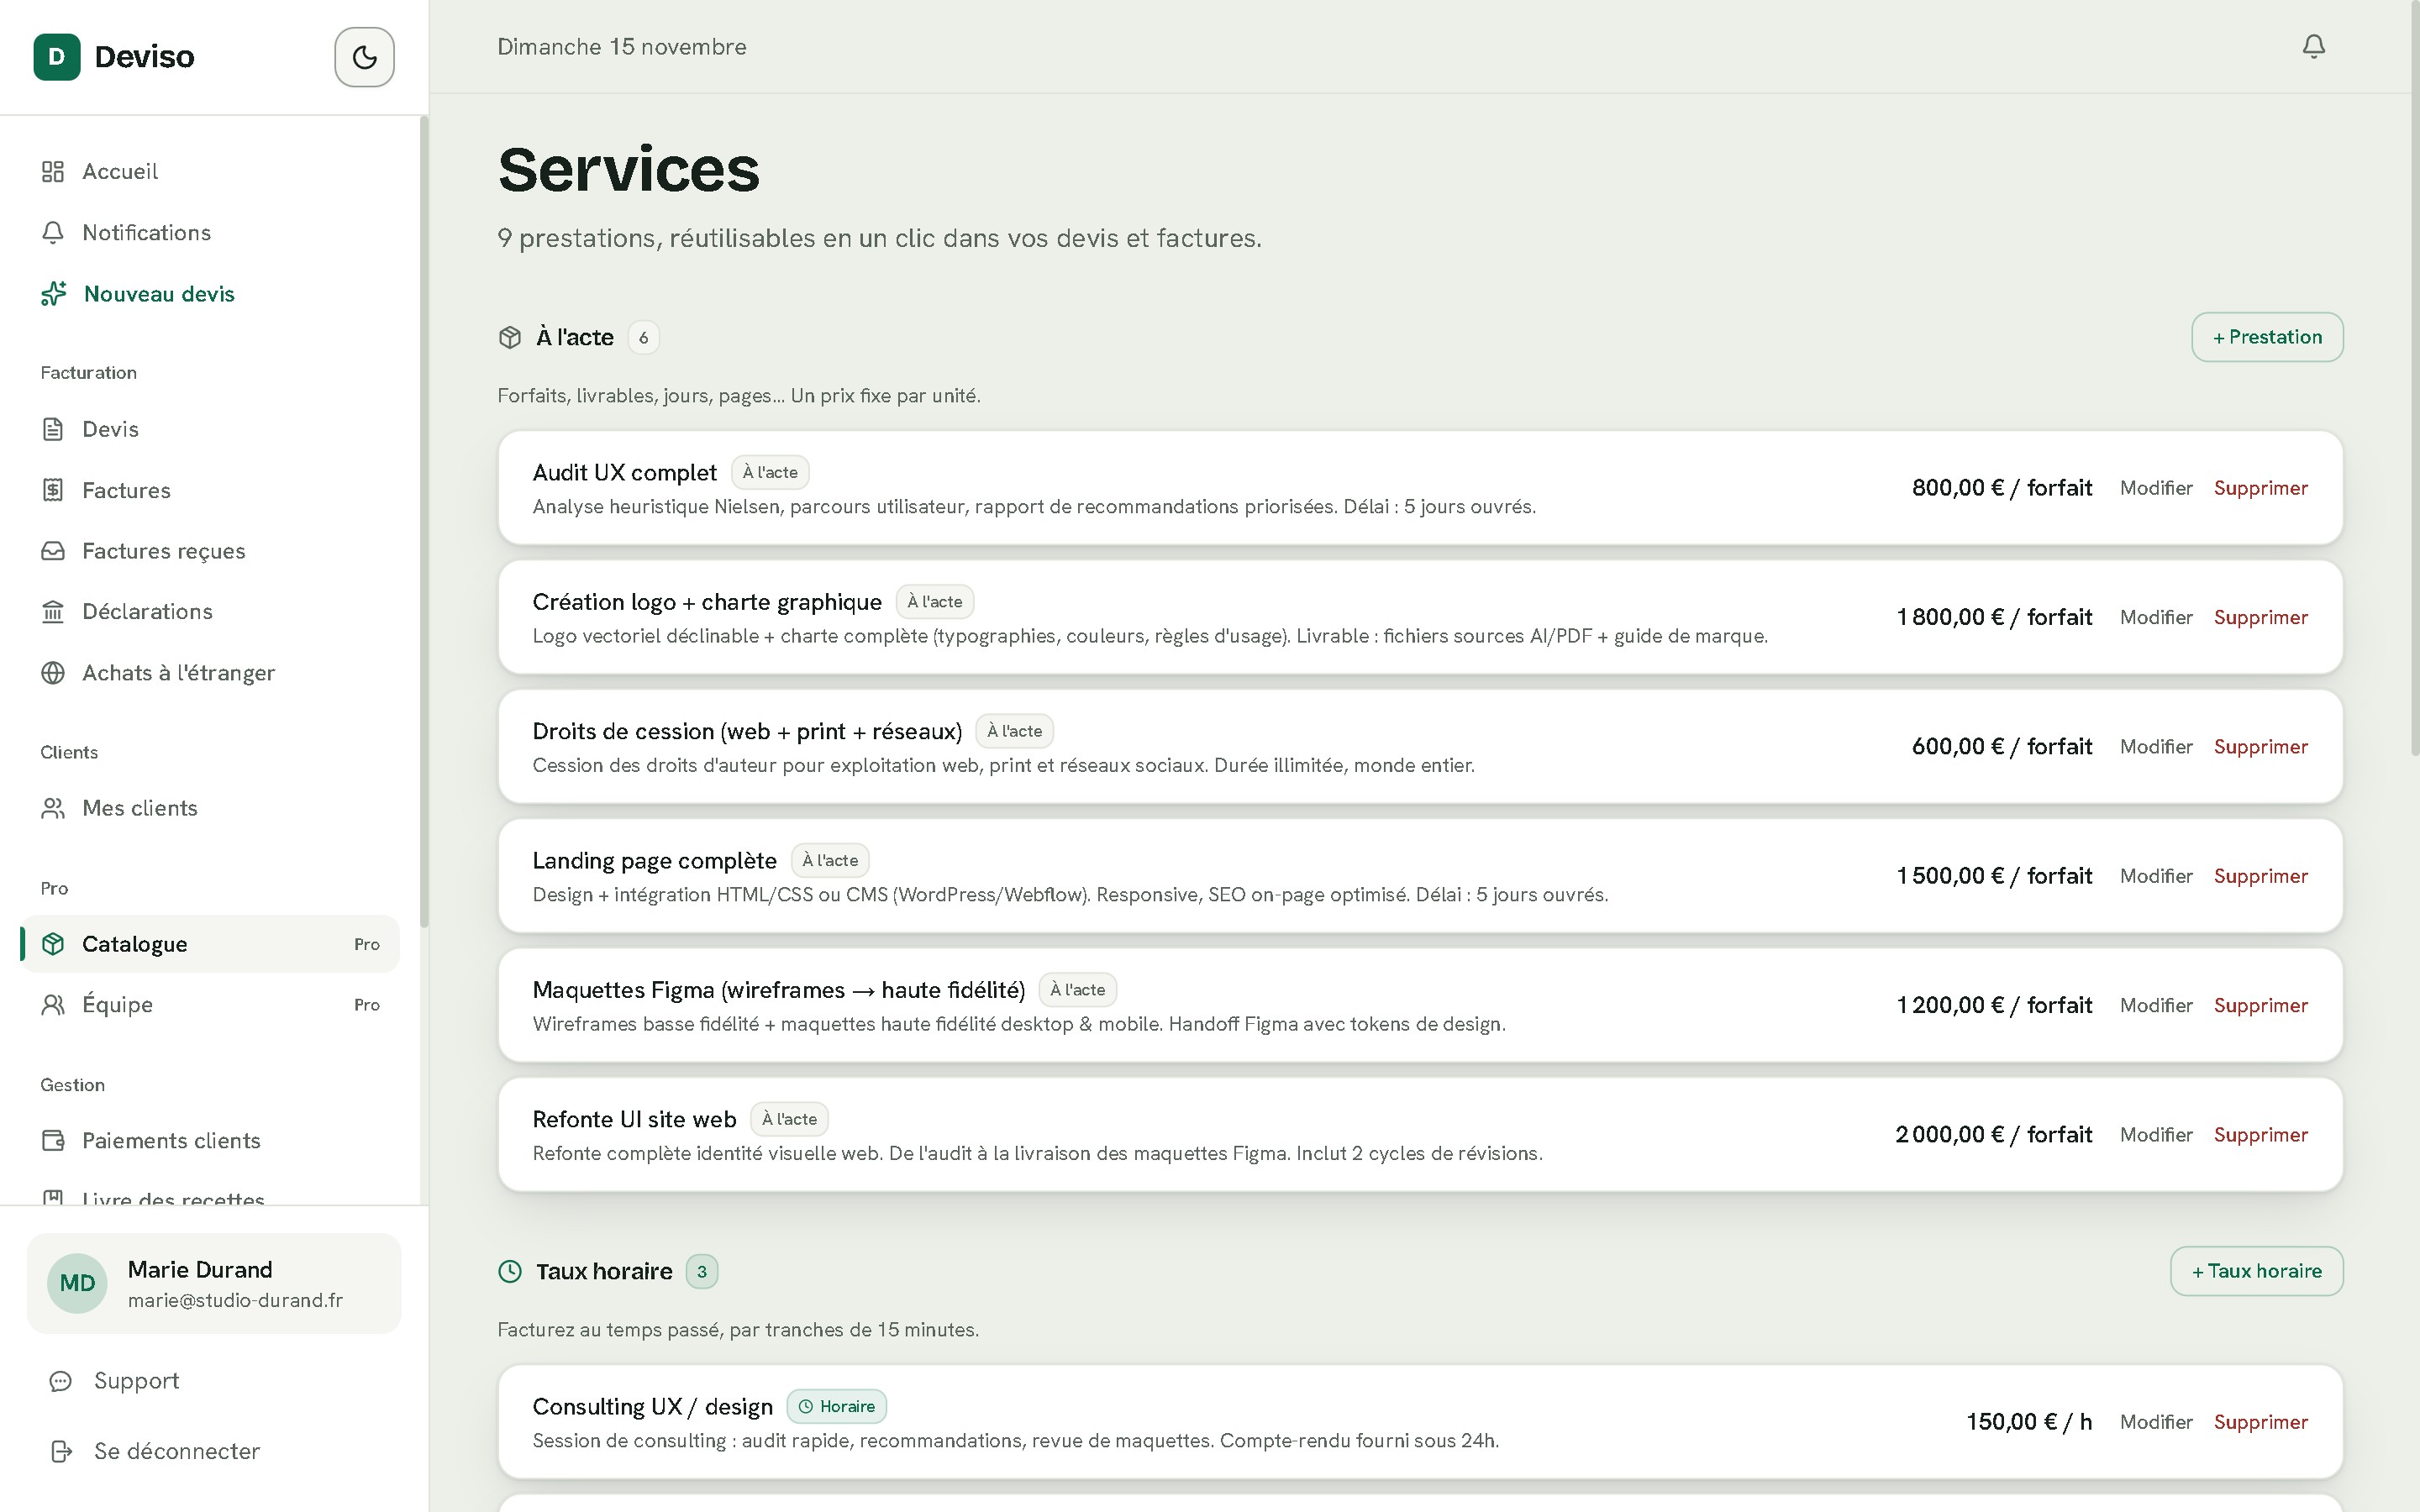 D Deviso
Accueil
Notifications
Nouveau devis
Facturation
Devis
Factures
Factures reçues
Déclarations
Achats à l'étranger
Clients
Mes clients
Pro
Catalogue Pro
Équipe Pro
Gestion
Paiements clients
Livre des recettes
MD Marie Durand
marie@studio-durand.fr
Support
Se déconnecter
Dimanche 15 novembre
Services
9 prestations, réutilisables en un clic dans vos devis et factures.
À l'acte 6 + Prestation
Forfaits, livrables, jours, pages... Un prix fixe par unité.
Audit UX complet À l'acte
Analyse heuristique Nielsen, parcours utilisateur, rapport de recommandations priorisées. Délai : 5 jours ouvrés.
800,00 € / forfait Modifier Supprimer
Création logo + charte graphique À l'acte
Logo vectoriel déclinable + charte complète (typographies, couleurs, règles d'usage). Livrable : fichiers sources AI/PDF + guide de marque.
1 800,00 € / forfait Modifier Supprimer
Droits de cession (web + print + réseaux) À l'acte
Cession des droits d'auteur pour exploitation web, print et réseaux sociaux. Durée illimitée, monde entier.
600,00 € / forfait Modifier Supprimer
Landing page complète À l'acte
Design + intégration HTML/CSS ou CMS (WordPress/Webflow). Responsive, SEO on-page optimisé. Délai : 5 jours ouvrés.
1 500,00 € / forfait Modifier Supprimer
Maquettes Figma (wireframes → haute fidélité) À l'acte
Wireframes basse fidélité + maquettes haute fidélité desktop & mobile. Handoff Figma avec tokens de design.
1 200,00 € / forfait Modifier Supprimer
Refonte UI site web À l'acte
Refonte complète identité visuelle web. De l'audit à la livraison des maquettes Figma. Inclut 2 cycles de révisions.
2 000,00 € / forfait Modifier Supprimer
Taux horaire 3 + Taux horaire
Facturez au temps passé, par tranches de 15 minutes.
Consulting UX / design Horaire
Session de consulting : audit rapide, recommandations, revue de maquettes. Compte-rendu fourni sous 24h.
150,00 € / h Modifier Supprimer